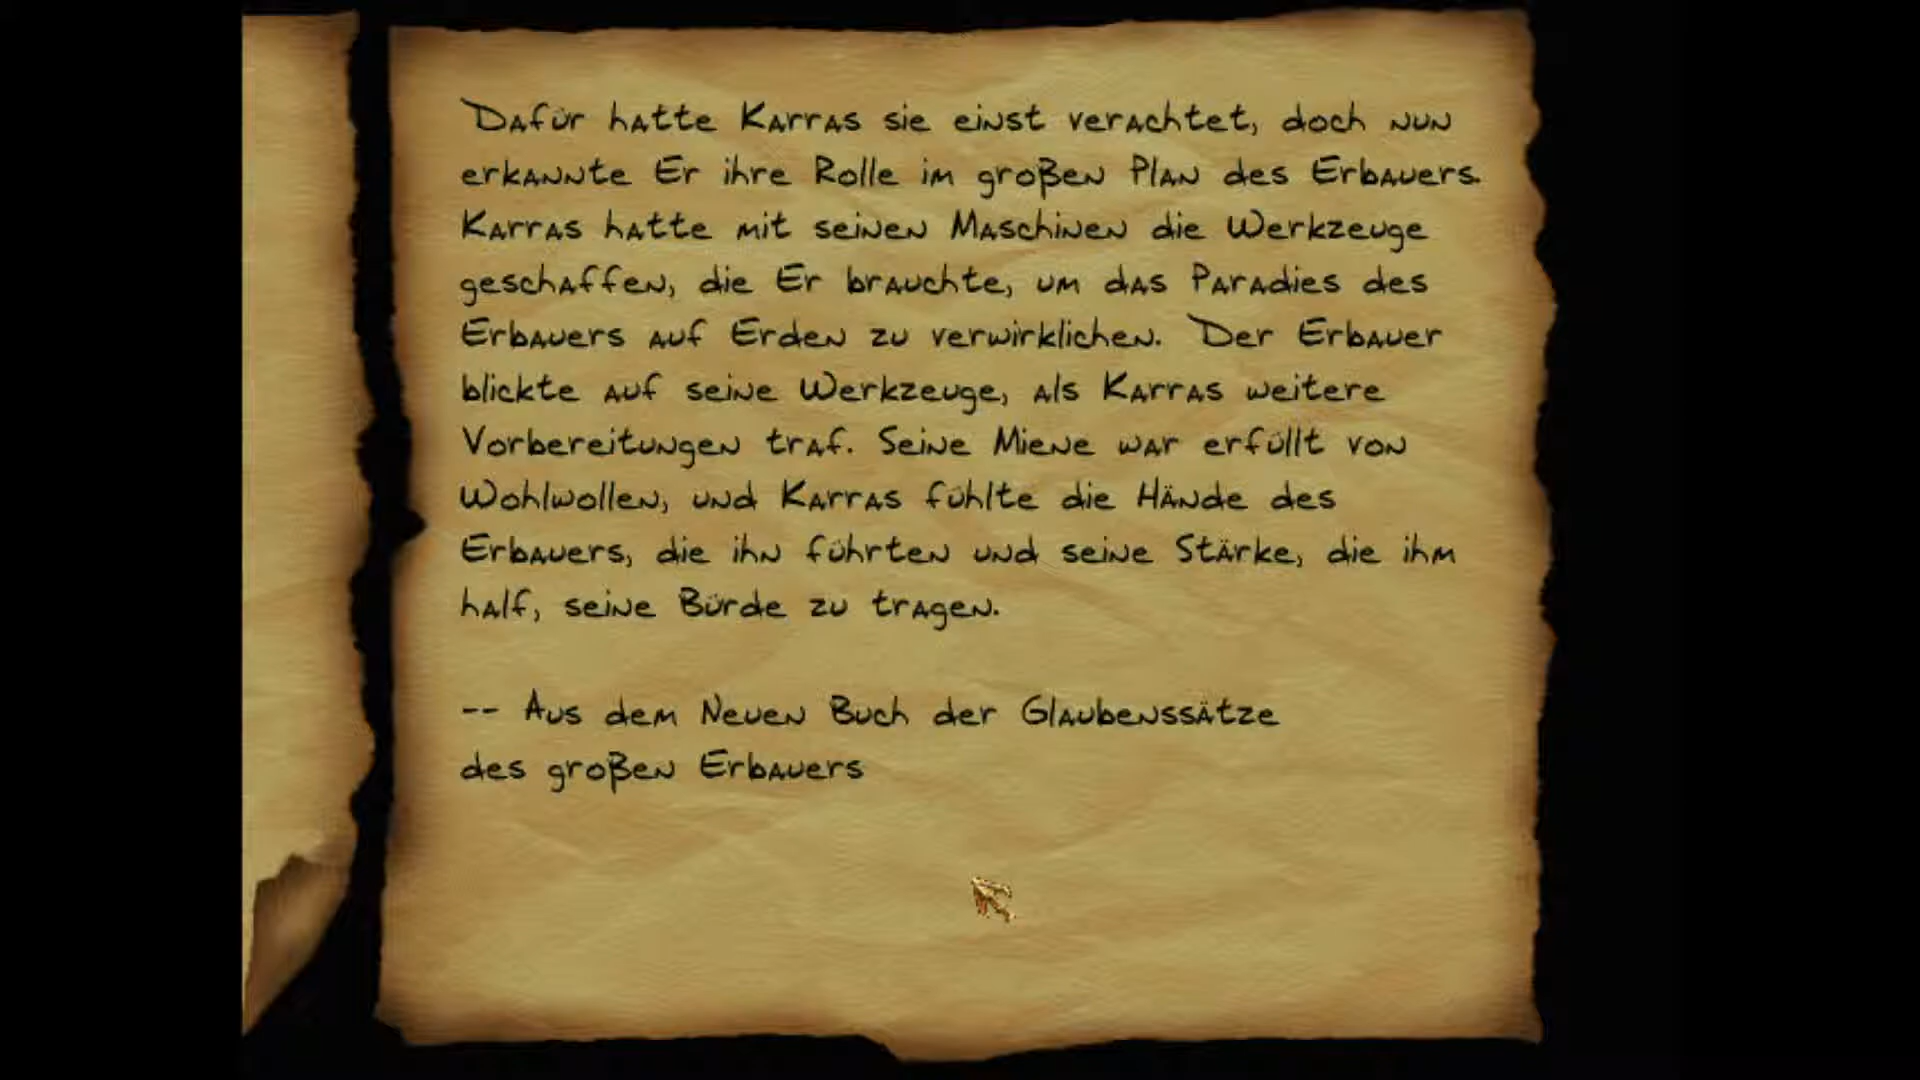 Dafür hatte Karras sie einst verachtet, doch nun
erkannte Er ihre Rolle im großen Plan des Erbauers.
Karras hatte mit seinen Maschinen die Werkzeuge
geschaffen, die Er brauchte, um das Paradies des
Erbauers auf Erden zu verwirklichen. Der Erbauer
blickte auf seine Werkzeuge, als Karras weitere
Vorbereitungen traf. Seine Miene war erfüllt von
Wohlwollen, und Karras fühlte die Hände des
Erbauers, die ihn führten und seine Stärke, die ihm
half, seine Bürde zu tragen.
-- Aus dem Neuen Buch der Glaubenssätze
des großen Erbauers